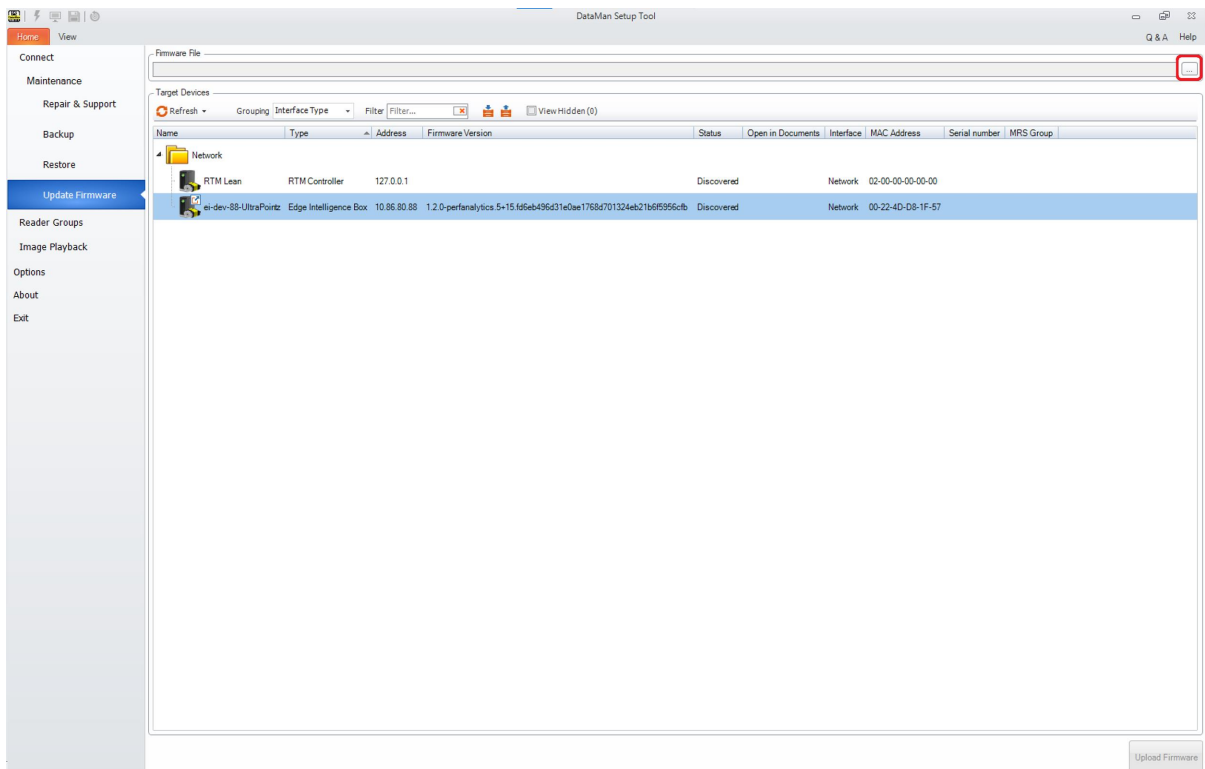 DataMan Setup Tool
Home View Q & A Help
Connect
Maintenance
Repair & Support
Backup
Restore
Update Firmware
Reader Groups
Image Playback
Options
About
Exit
Firmware File
...
Target Devices
Refresh Grouping Interface Type Filter Filter... View Hidden (0)
Name Type Address Firmware Version Status Open in Documents Interface MAC Address Serial number MRS Group
Network
RTM Lean RTM Controller 127.0.0.1 Discovered Network 02-00-00-00-00-00
ei-dev-88-UltraPointz Edge Intelligence Box 10.86.80.88 1.2.0-perfanalytics.5+15.fd6eb496d31e0ae1768d701324eb21b6f5956cfb Discovered Network 00-22-4D-D8-1F-57
Upload Firmware